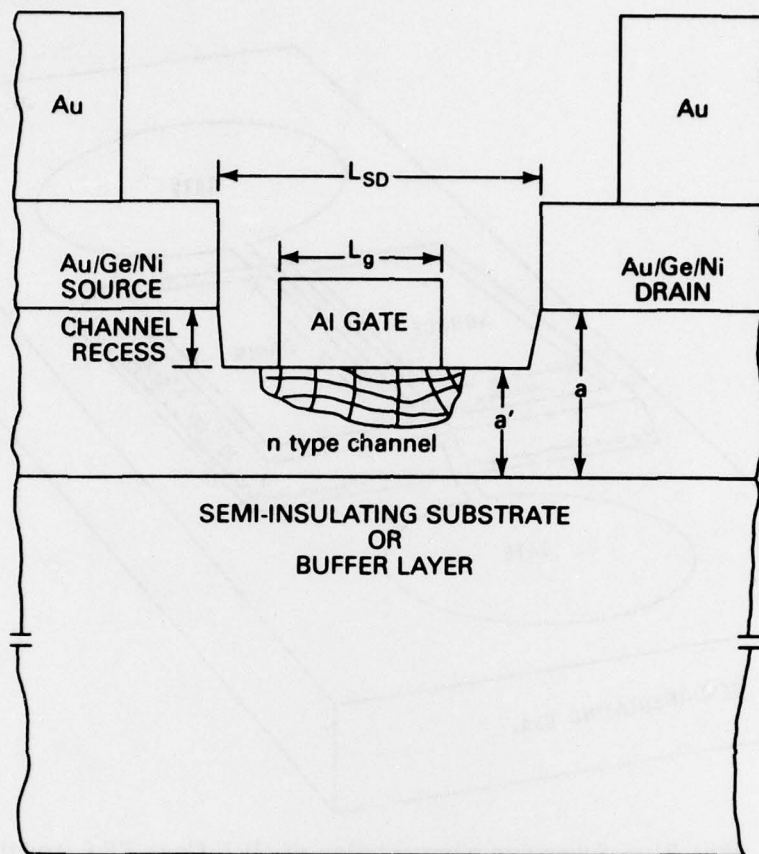 Au
Au
L_SD
L_g
Au/Ge/Ni
SOURCE
Au/Ge/Ni
DRAIN
CHANNEL
RECESS
Al GATE
a
a'
n type channel
SEMI-INSULATING SUBSTRATE
OR
BUFFER LAYER